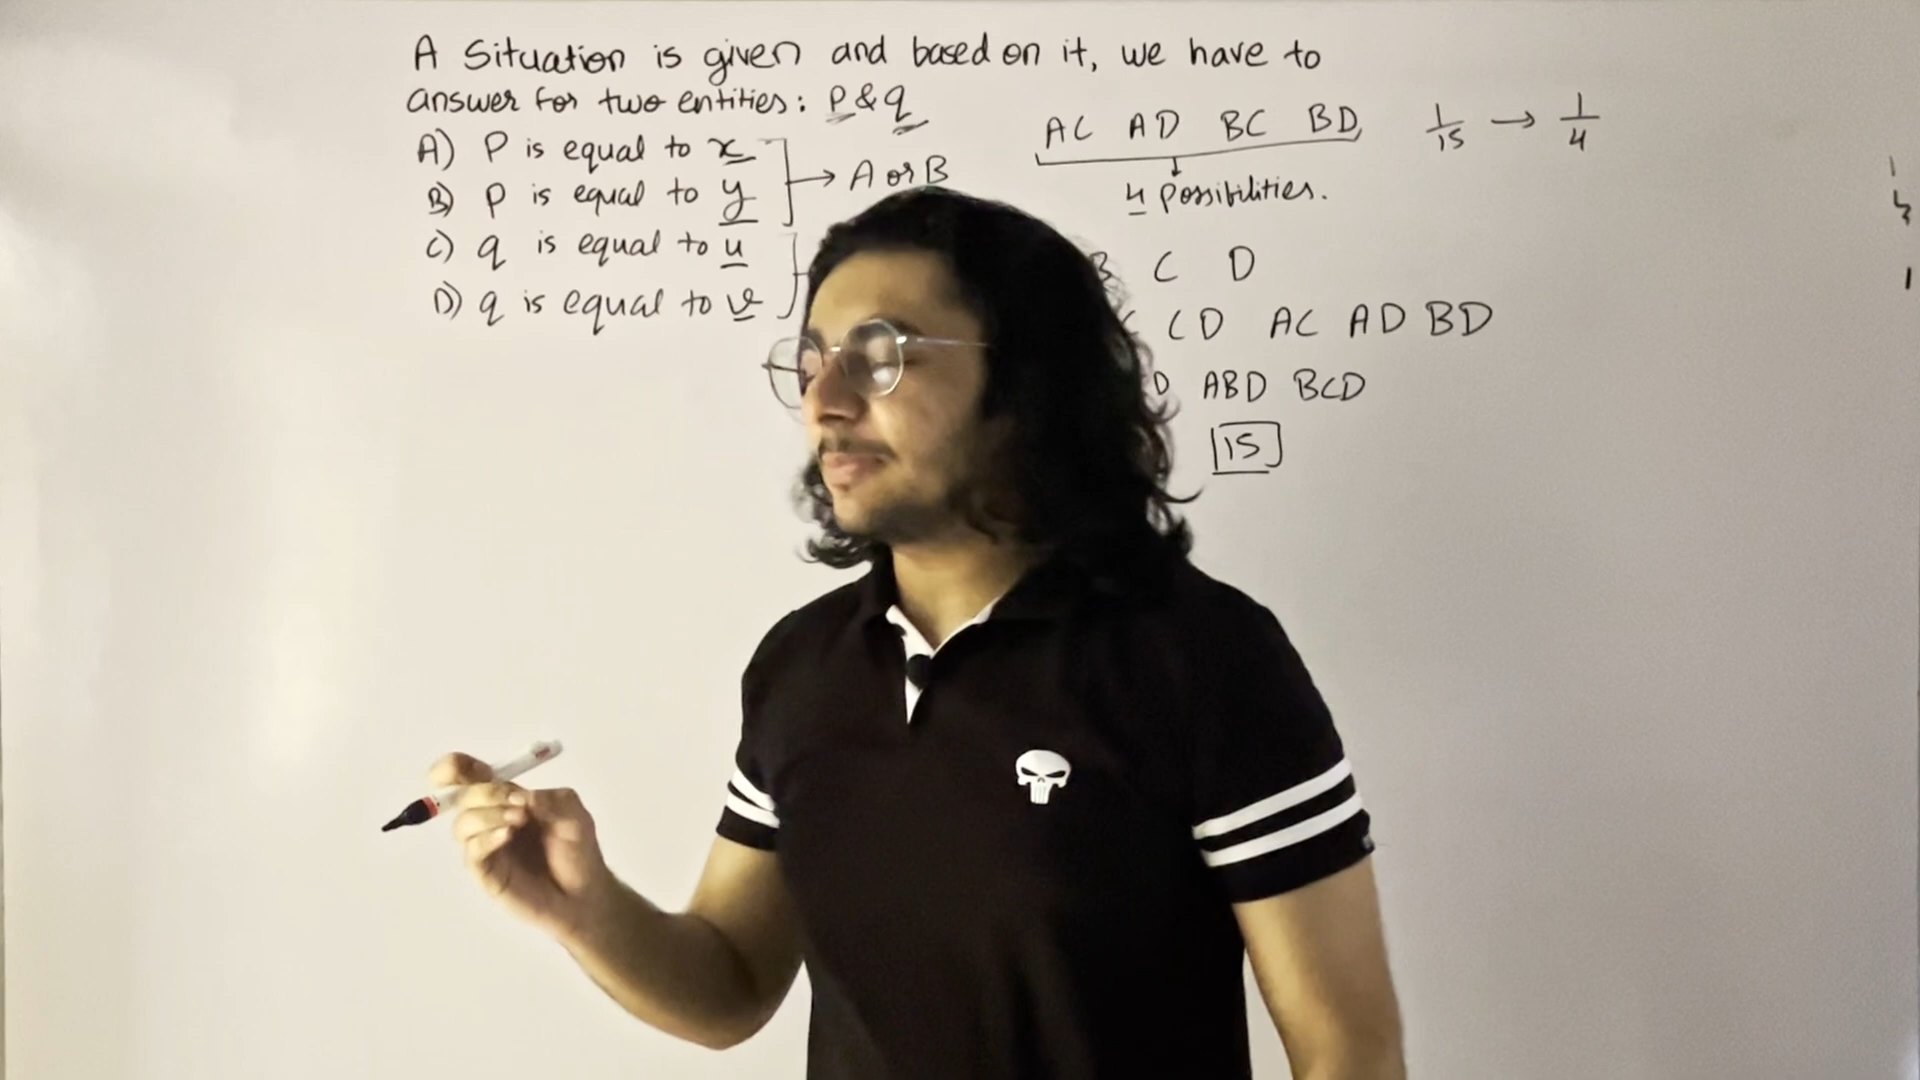 A Situation is given and based on it, we have to
answer for two entities: P & q
A) P is equal to x
B) P is equal to y
C) q is equal to u
D) q is equal to v
→ A or B
AC AD BC BD
4 Possibilities.
1/15 → 1/4
B C D
CD AC AD BD
D ABD BCD
15